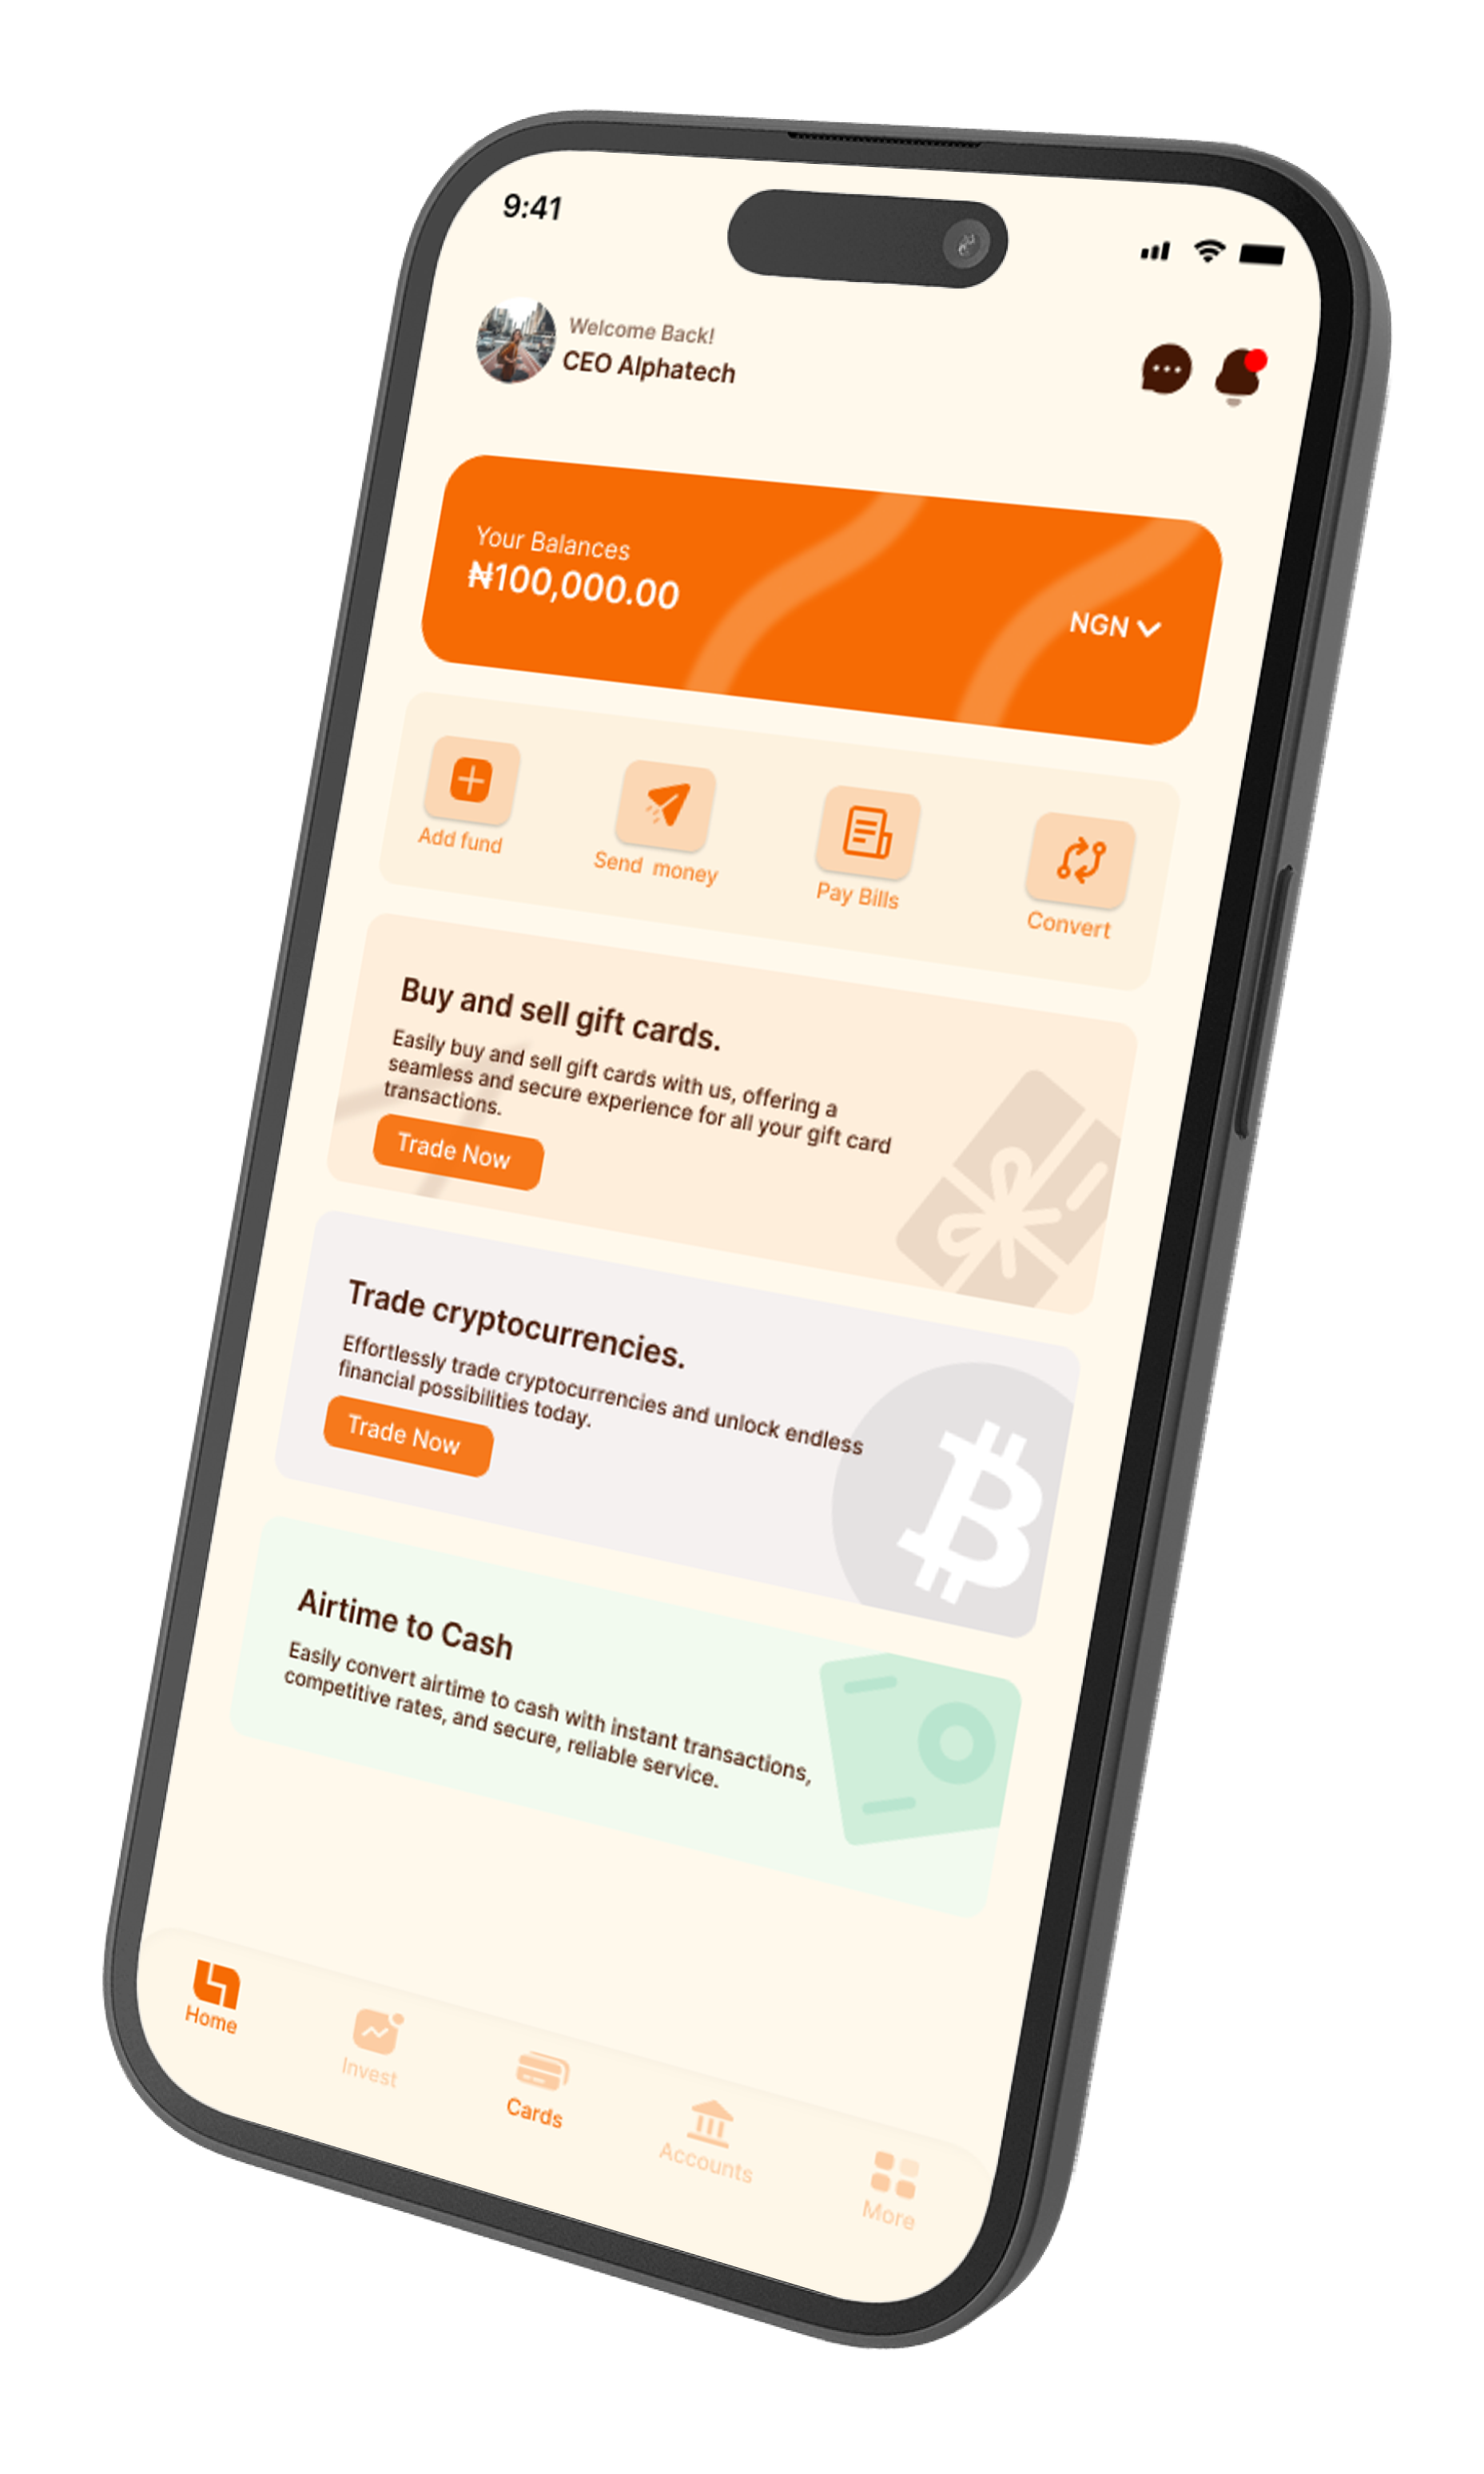 9:41
Welcome Back!
CEO Alphatech
Your Balances
₦100,000.00
NGN
Add fund
Send money
Pay Bills
Convert
Buy and sell gift cards.
Easily buy and sell gift cards with us, offering a
seamless and secure experience for all your gift card
transactions.
Trade Now
Trade cryptocurrencies.
Effortlessly trade cryptocurrencies and unlock endless
financial possibilities today.
Trade Now
Airtime to Cash
Easily convert airtime to cash with instant transactions,
competitive rates, and secure, reliable service.
Home
Invest
Cards
Accounts
More